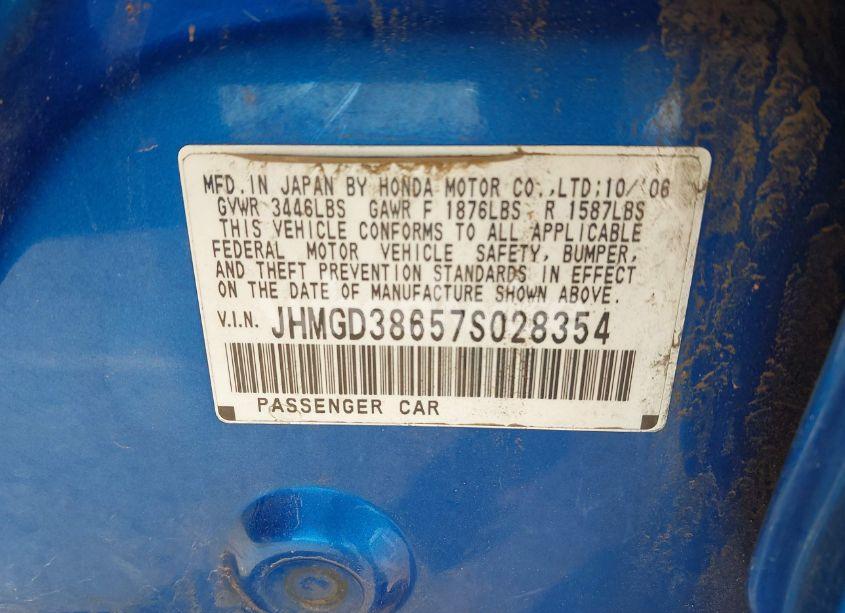 MFD. IN JAPAN BY HONDA MOTOR CO., LTD; 10/ '06
GVWR 3446LBS GAWR F 1876LBS R 1587LBS
THIS VEHICLE CONFORMS TO ALL APPLICABLE
FEDERAL MOTOR VEHICLE SAFETY, BUMPER,
AND THEFT PREVENTION STANDARDS IN EFFECT
ON THE DATE OF MANUFACTURE SHOWN ABOVE.
V.I.N. JHMGD38657S028354
PASSENGER CAR